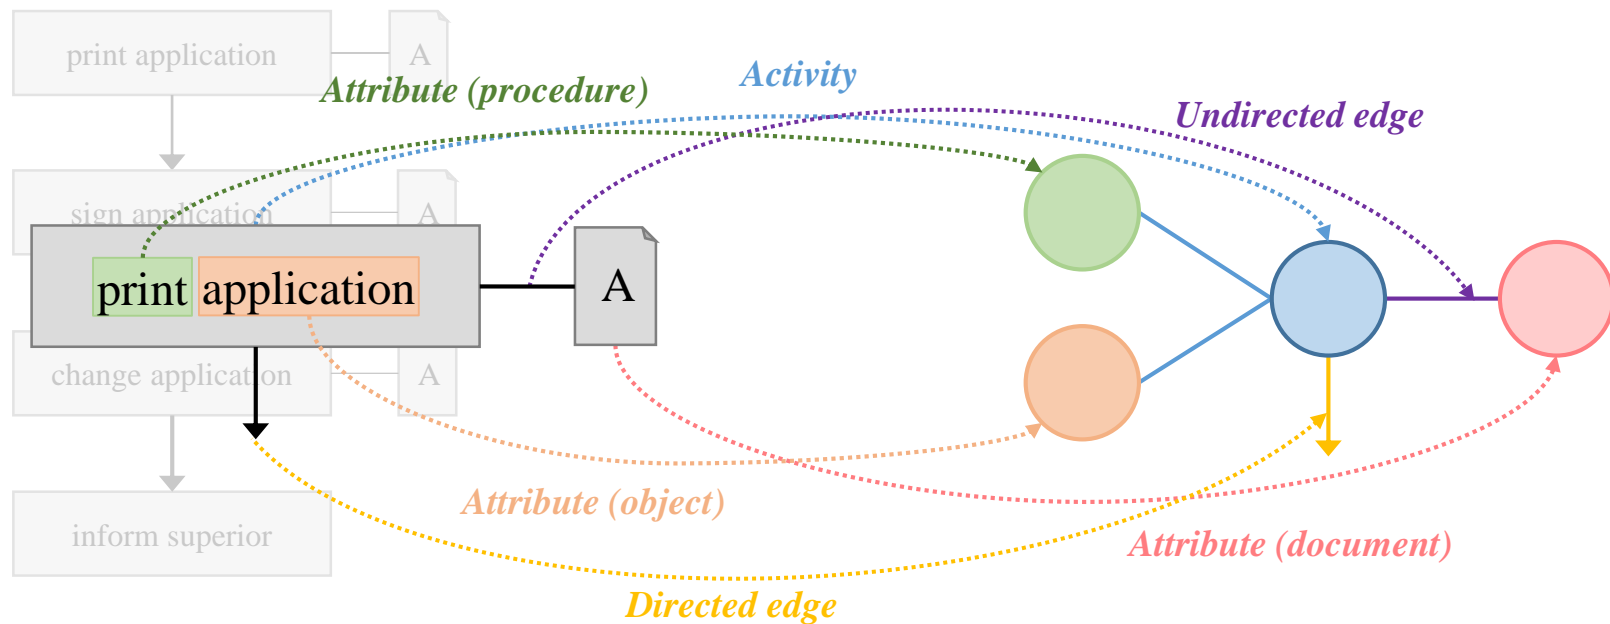 print application
A
Attribute (procedure)
Activity
Undirected edge
sign application
A
print application
A
change application
A
Attribute (object)
inform superior
Attribute (document)
Directed edge